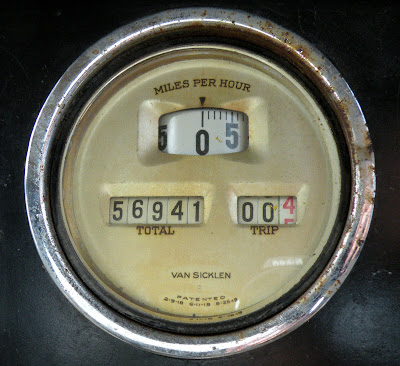 MILES PER HOUR
5 0 5
56941 004
TOTAL TRIP
VAN SICKLEN
PATENTED